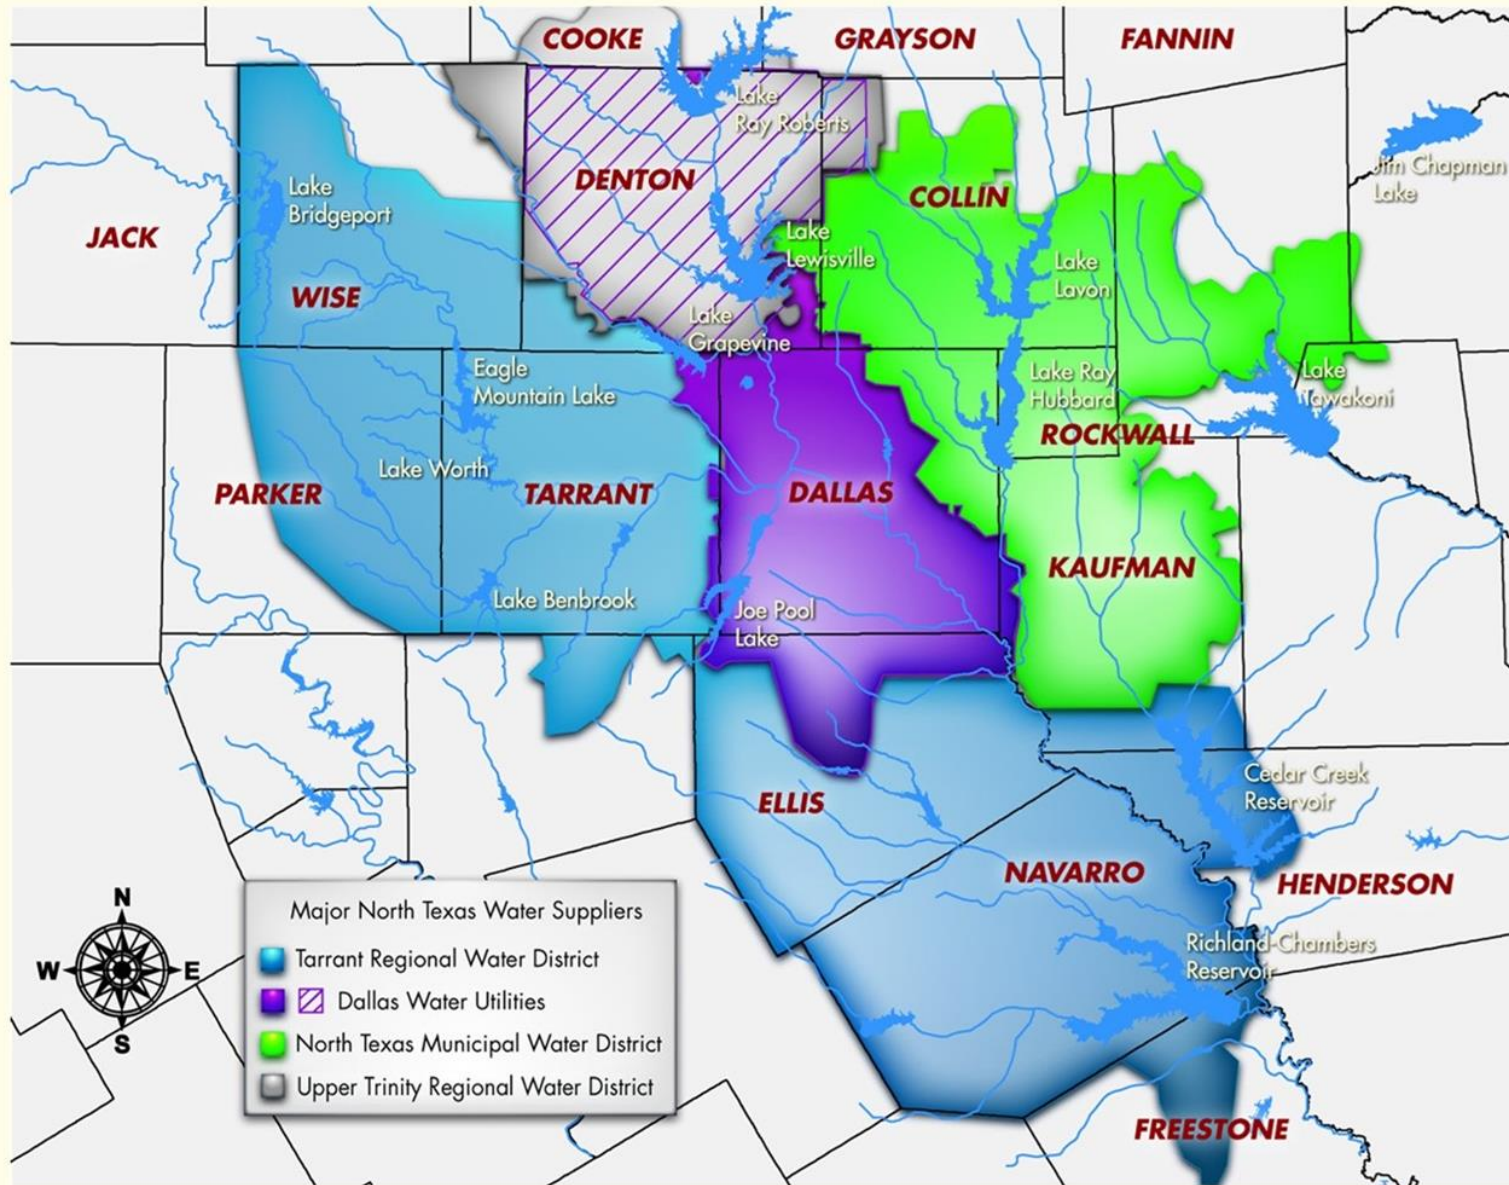 COOKE
GRAYSON
FANNIN
Lake
Ray Roberts
Jim Chapman
Lake
DENTON
COLLIN
Lake
Bridgeport
JACK
Lake
Lewisville
Lake
Lavon
WISE
Lake
Grapevine
Eagle
Mountain Lake
Lake Ray
Hubbard
Lake
Tawakoni
ROCKWALL
Lake Worth
PARKER
TARRANT
DALLAS
KAUFMAN
Lake Benbrook
Joe Pool
Lake
ELLIS
Cedar Creek
Reservoir
NAVARRO
HENDERSON
Richland-Chambers
Reservoir
FREESTONE
N
W
E
S
Major North Texas Water Suppliers
Tarrant Regional Water District
Dallas Water Utilities
North Texas Municipal Water District
Upper Trinity Regional Water District